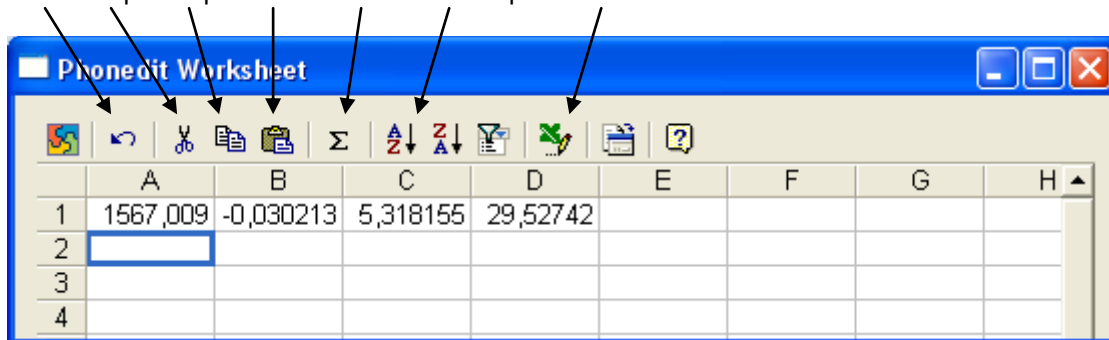 Phonedit Worksheet
Σ A Z Z A ?
A B C D E F G H
1 1567,009 -0,030213 5,318155 29,52742
2
3
4